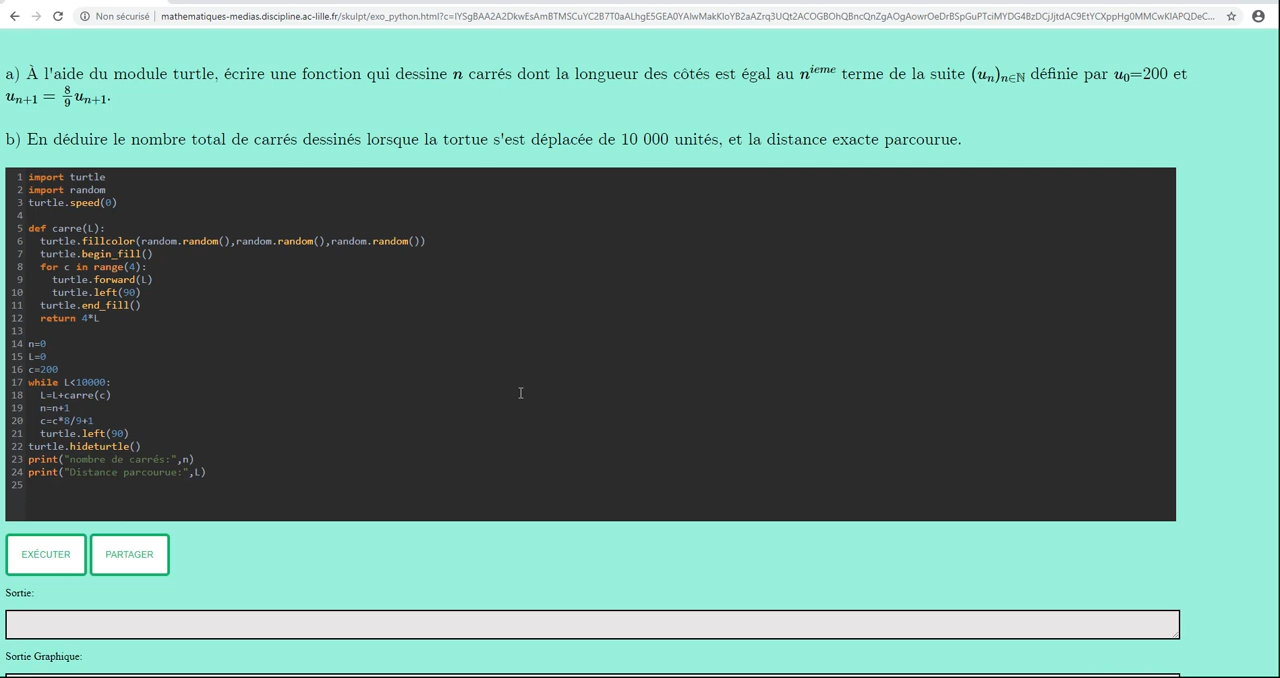 Non sécurisé | mathematiques-medias.discipline.ac-lille.fr/skulpt/exo_python.html?c=
a) À l'aide du module turtle, écrire une fonction qui dessine n carrés dont la longueur des côtés est égal au n^ieme terme de la suite (u_n)_n∈ℕ définie par u_0=200 et
u_n+1 = 8/9 u_n+1.
b) En déduire le nombre total de carrés dessinés lorsque la tortue s'est déplacée de 10 000 unités, et la distance exacte parcourue.
1 import turtle
2 import random
3 turtle.speed(0)
4
5 def carre(L):
6   turtle.fillcolor(random.random(),random.random(),random.random())
7   turtle.begin_fill()
8   for c in range(4):
9     turtle.forward(L)
10     turtle.left(90)
11   turtle.end_fill()
12   return 4*L
13
14 n=0
15 L=0
16 c=200
17 while L<10000:
18   L=L+carre(c)
19   n=n+1
20   c=c*8/9+1
21   turtle.left(90)
22 turtle.hideturtle()
23 print("nombre de carrés:",n)
24 print("Distance parcourue:",L)
25
EXÉCUTER PARTAGER
Sortie:
Sortie Graphique: